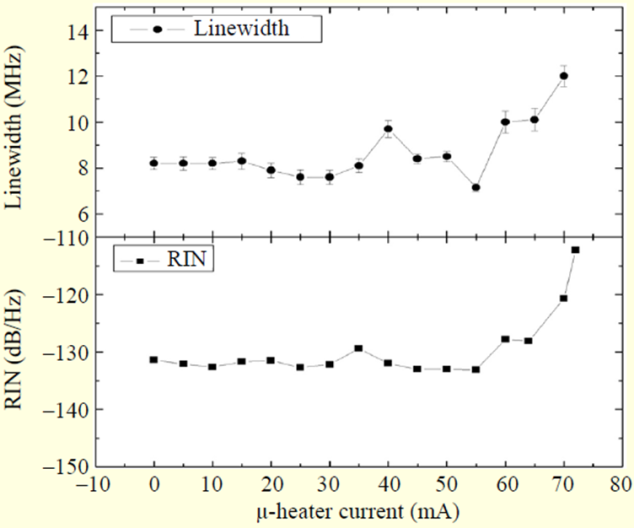 14
Linewidth
12
10
8
6
Linewidth (MHz)
−110
RIN
−120
−130
−140
−150
RIN (dB/Hz)
−10 0 10 20 30 40 50 60 70 80
μ-heater current (mA)